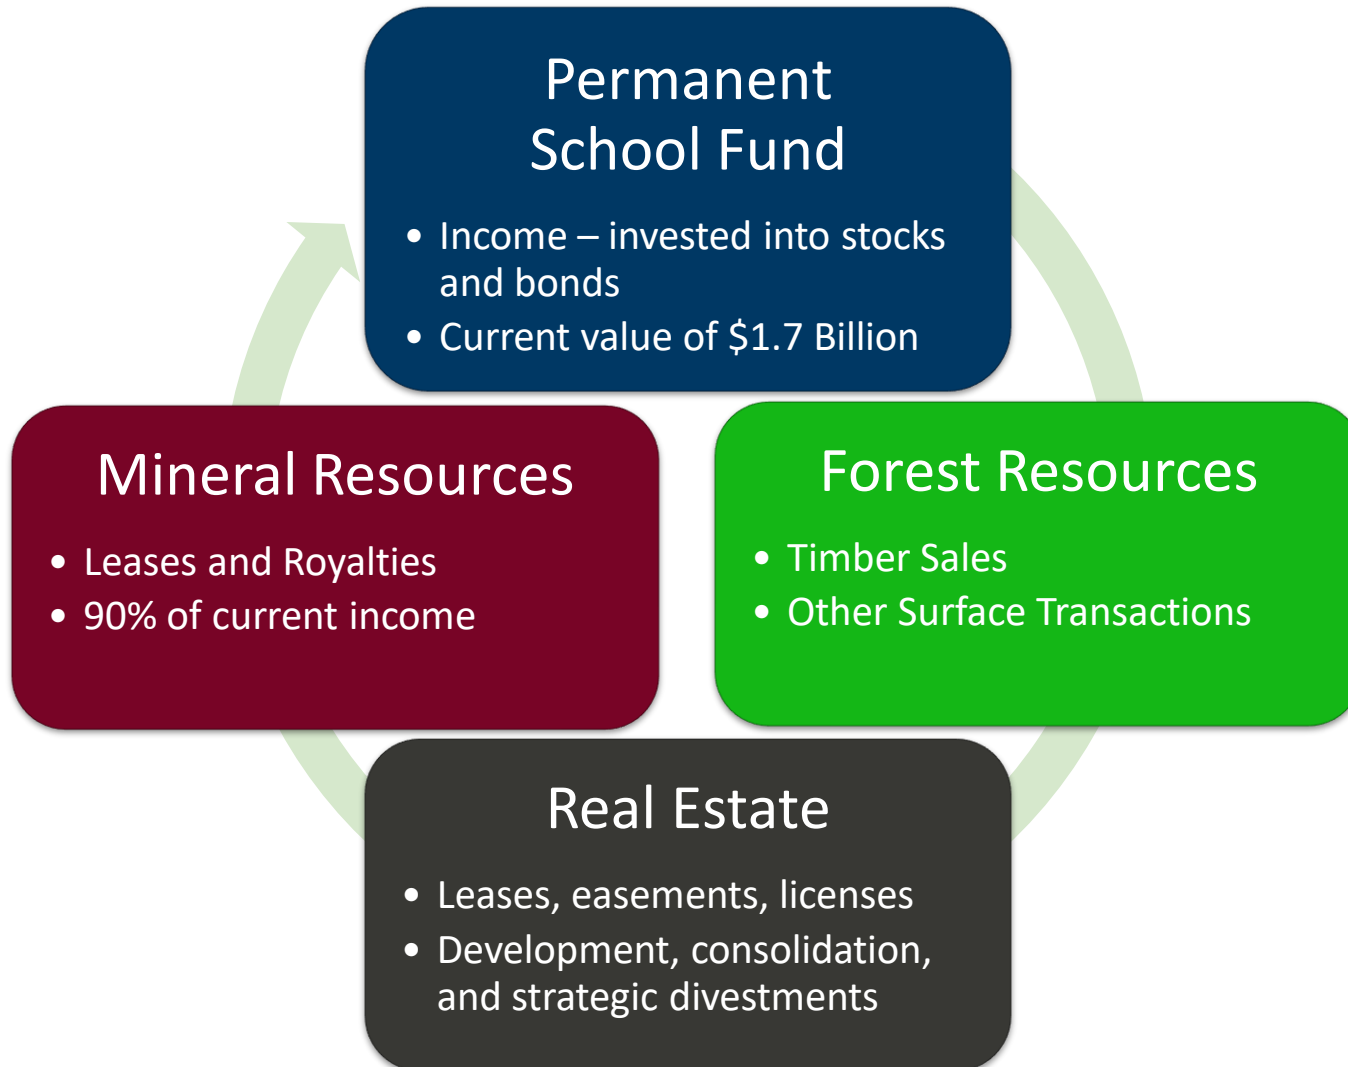 Permanent
School Fund
• Income – invested into stocks
and bonds
• Current value of $1.7 Billion
Mineral Resources
• Leases and Royalties
• 90% of current income
Forest Resources
• Timber Sales
• Other Surface Transactions
Real Estate
• Leases, easements, licenses
• Development, consolidation,
and strategic divestments